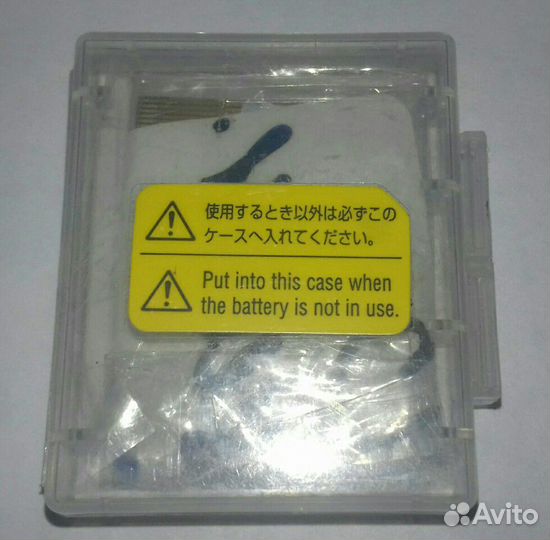 使用するとき以外は必ずこの
ケースへ入れてください。
Put into this case when
the battery is not in use.
Avito